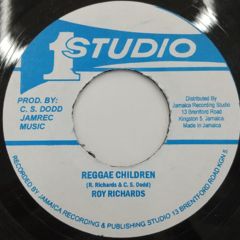 1 STUDIO
PROD. BY:
C. S. DODD
JAMREC
MUSIC
Distributed By
Jamaica Recording Studio
13 Brentford Road
Kingston 5, Jamaica
Made in Jamaica
REGGAE CHILDREN
(R. Richards & C. S. Dodd)
ROY RICHARDS
RECORDED BY JAMAICA RECORDING & PUBLISHING STUDIO 13 BRENTFORD ROAD KGN 5